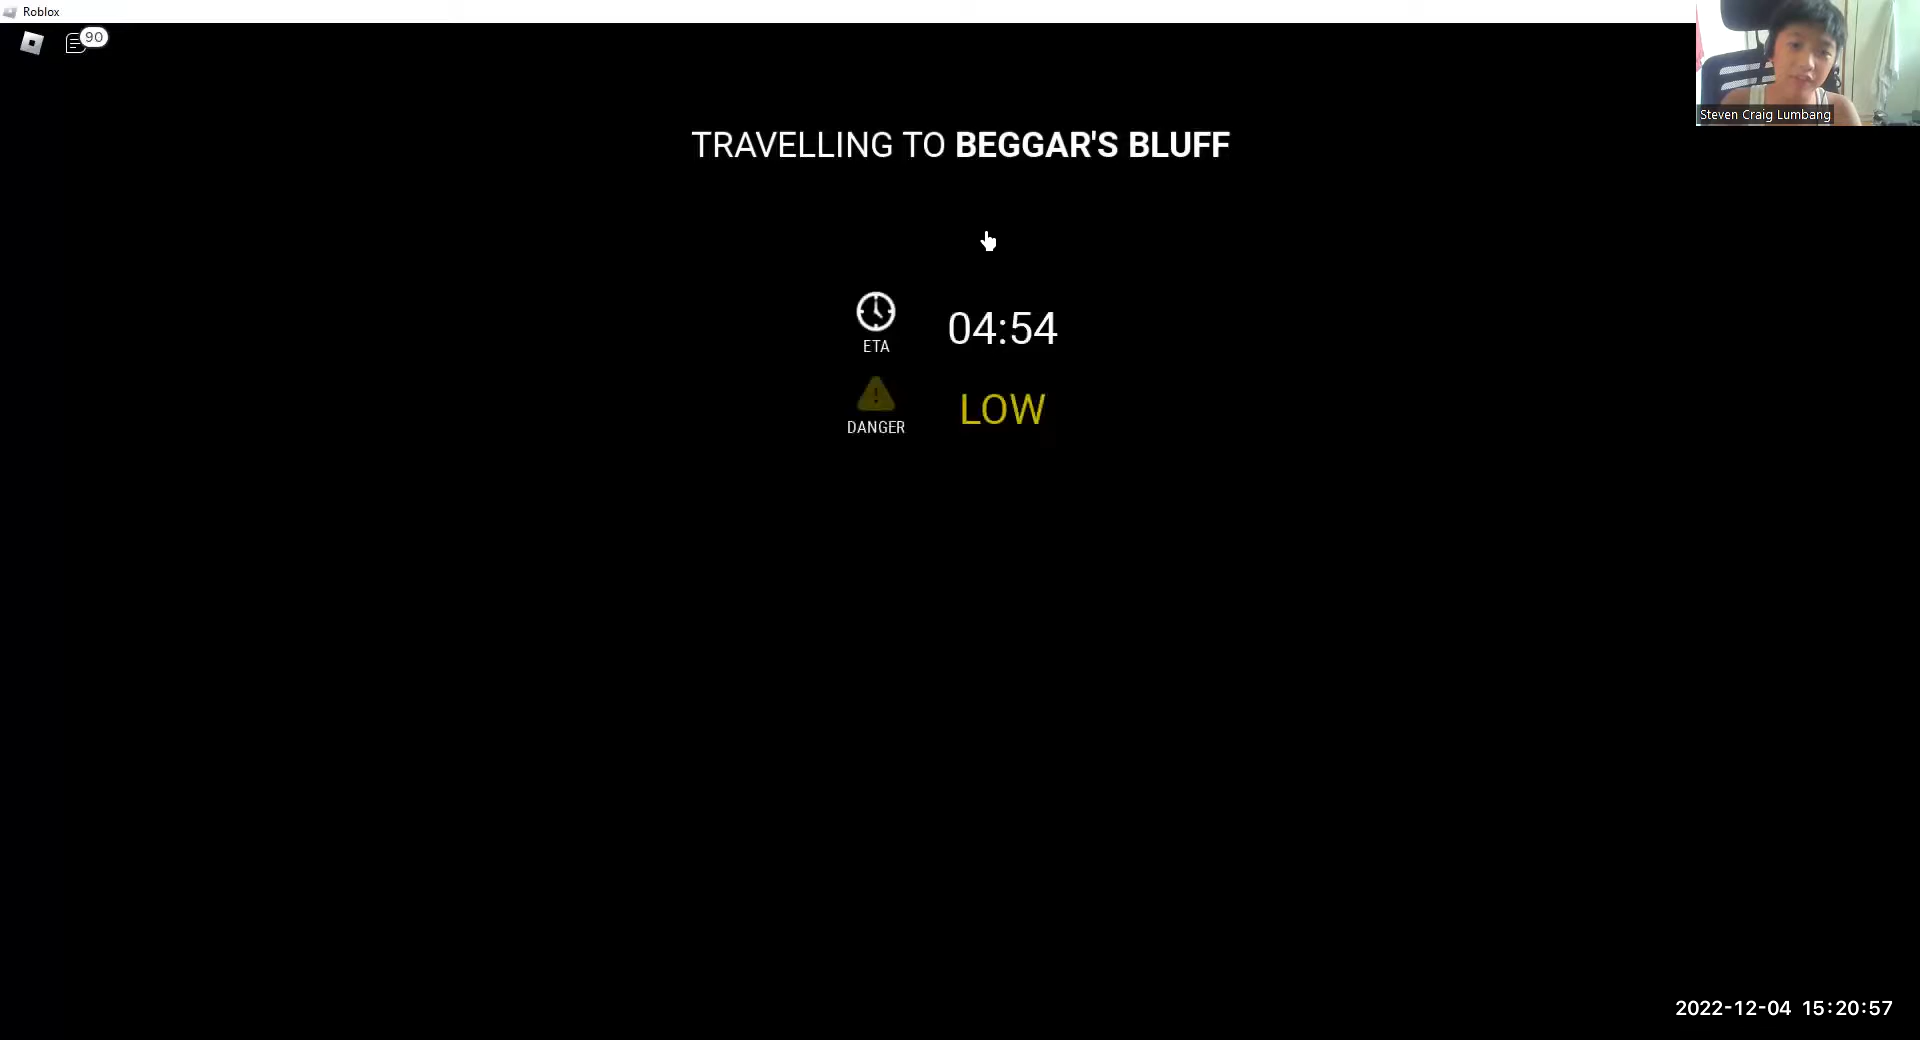 Roblox
90
Steven Craig Lumbang
TRAVELLING TO BEGGAR'S BLUFF
04:54
ETA
LOW
DANGER
2022-12-04 15:20:57